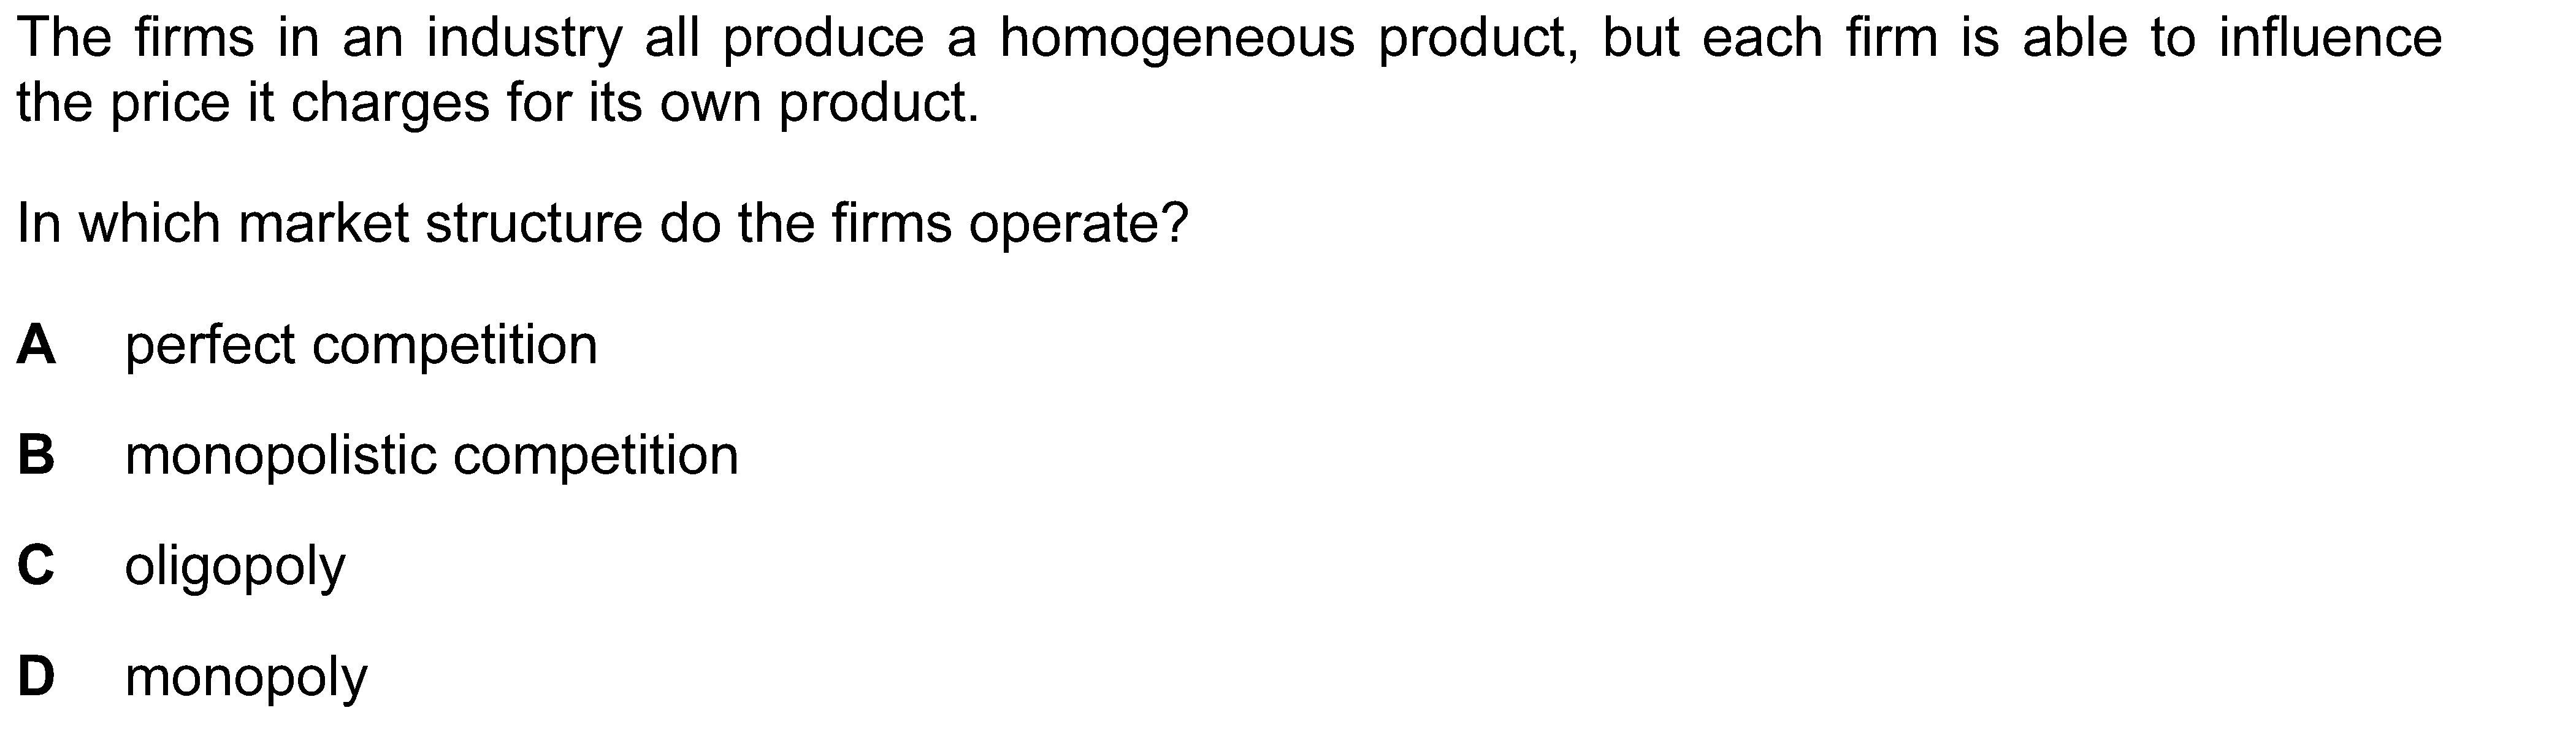 The firms in an industry all produce a homogeneous product, but each firm is able to influence
the price it charges for its own product.
In which market structure do the firms operate?
A perfect competition
B monopolistic competition
C oligopoly
D monopoly